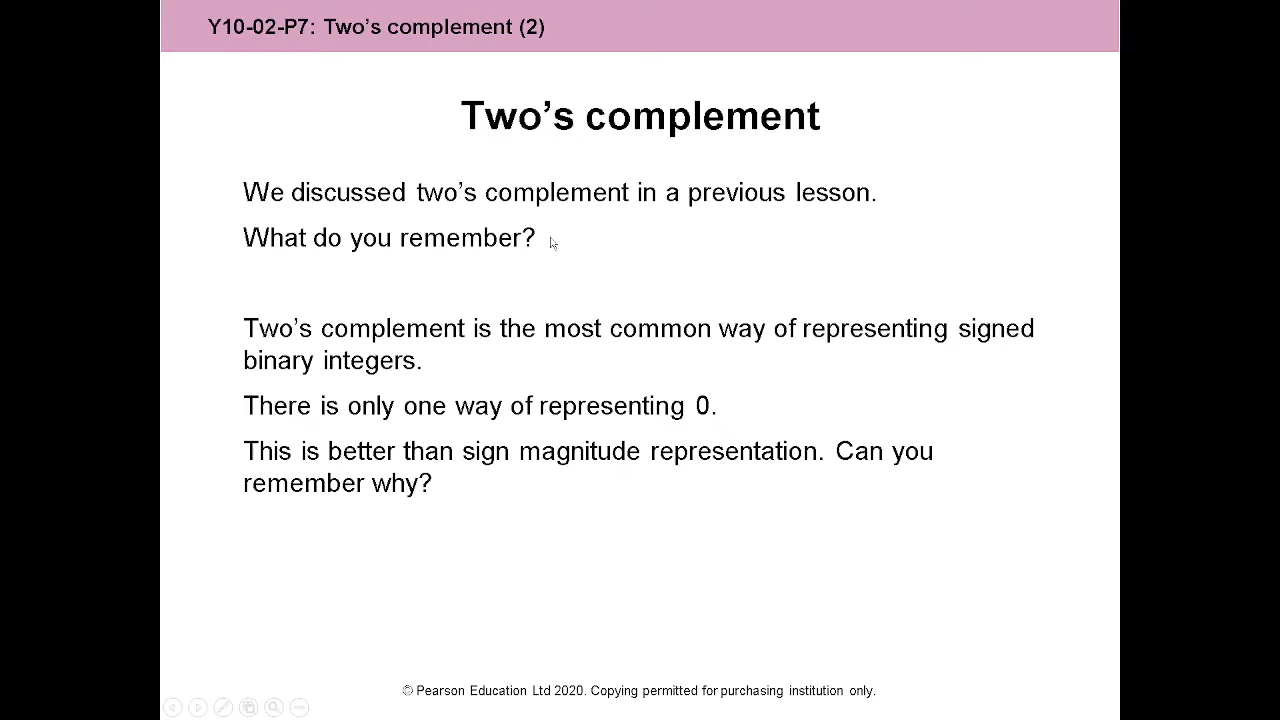 Y10-02-P7: Two’s complement (2)
Two’s complement
We discussed two’s complement in a previous lesson.
What do you remember?
Two’s complement is the most common way of representing signed
binary integers.
There is only one way of representing 0.
This is better than sign magnitude representation. Can you
remember why?
© Pearson Education Ltd 2020. Copying permitted for purchasing institution only.